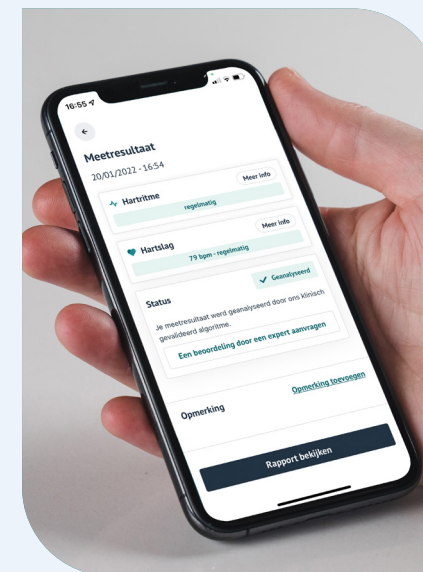 16:55
Meetresultaat
20/01/2022 - 16:54
Hartritme
Meer info
regelmatig
Hartslag
Meer info
79 bpm - regelmatig
Status
Geanalyseerd
Je meetresultaat werd geanalyseerd door ons klinisch
gevalideerd algoritme.
Een beoordeling door een expert aanvragen
Opmerking
Opmerking toevoegen
Rapport bekijken